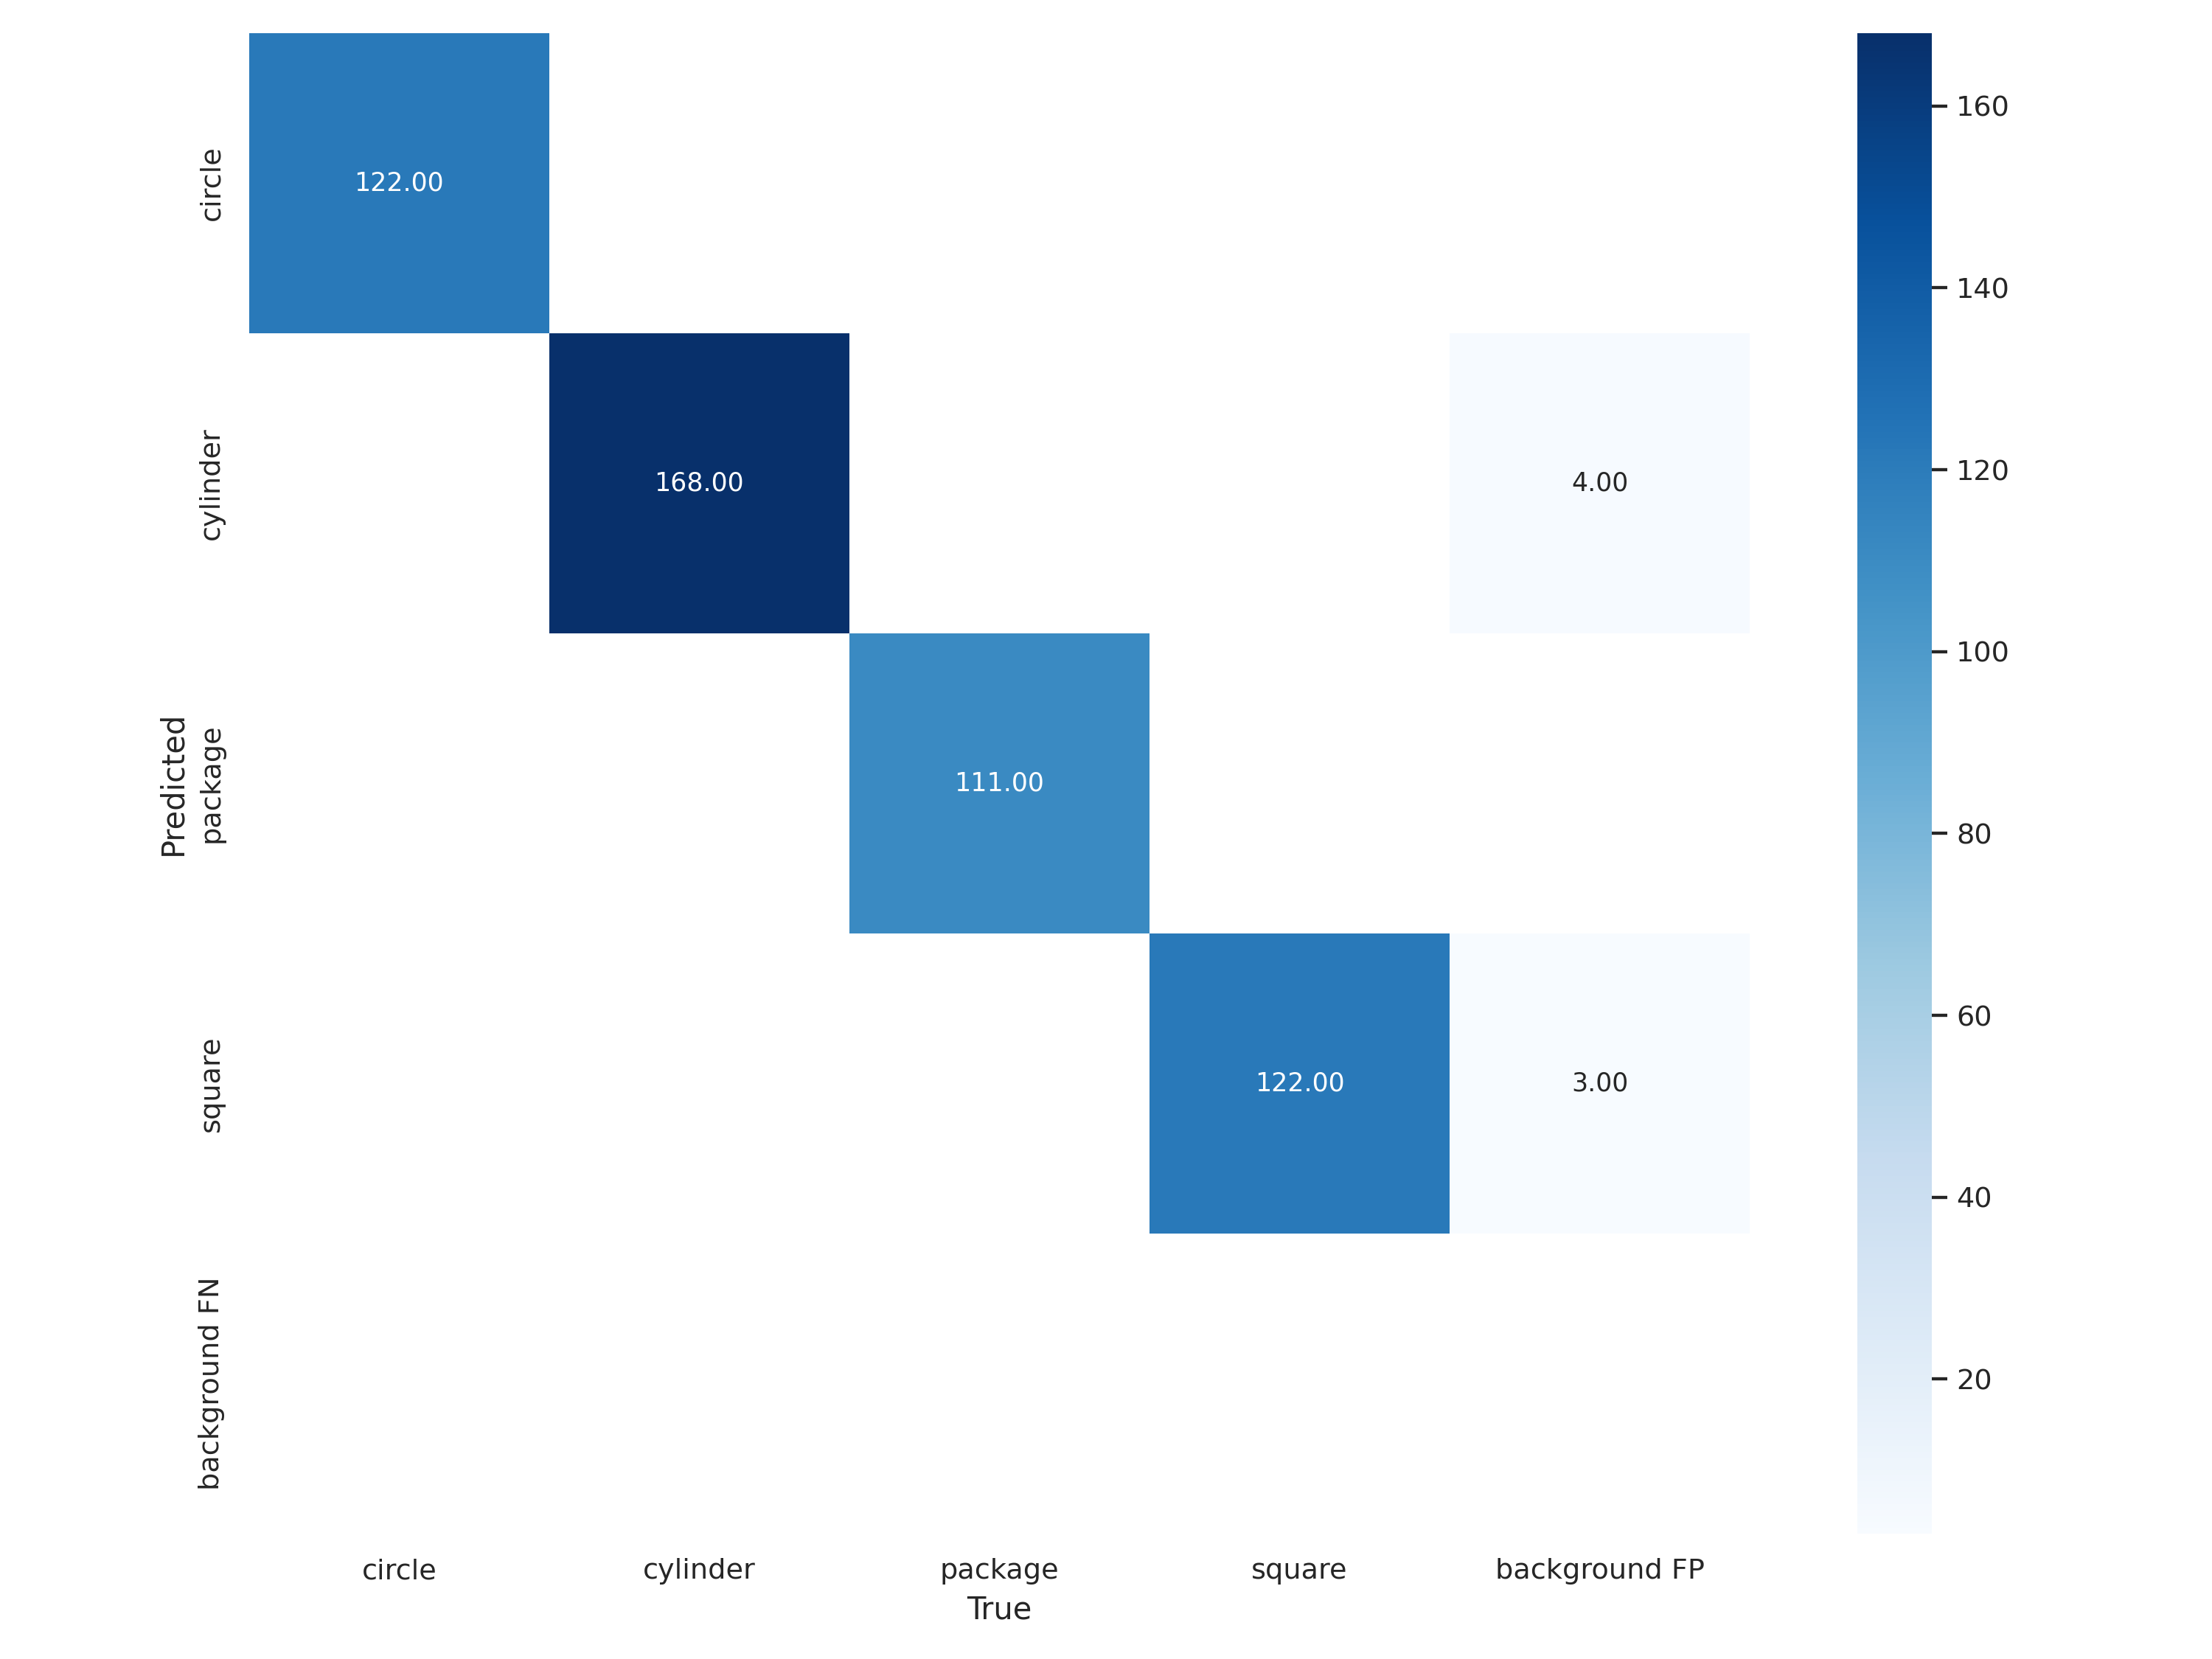 circle
122.00
cylinder
168.00
4.00
Predicted
package
111.00
square
122.00
3.00
background FN
circle
cylinder
package
square
background FP
True
160
140
120
100
80
60
40
20